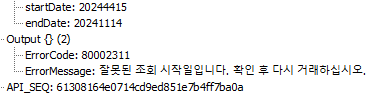 startDate: 20244415
endDate: 20241114
Output {} (2)
ErrorCode: 80002311
ErrorMessage: 잘못된 조회 시작일입니다. 확인 후 다시 거래하십시오.
API_SEQ: 61308164e0714cd9ed851e7b4ff7ba0a